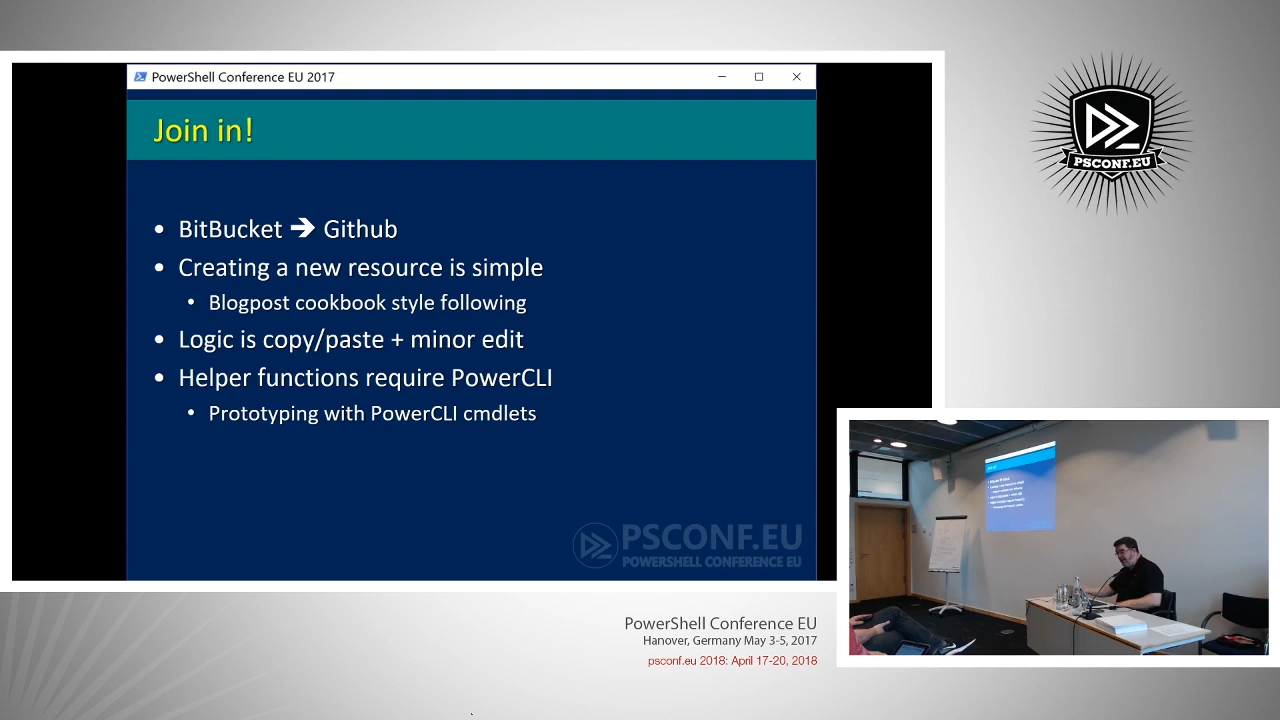 PowerShell Conference EU 2017
Join in!
• BitBucket ➔ Github
• Creating a new resource is simple
• Blogpost cookbook style following
• Logic is copy/paste + minor edit
• Helper functions require PowerCLI
• Prototyping with PowerCLI cmdlets
PSCONF.EU
POWERSHELL CONFERENCE EU
PSCONF.EU
PowerShell Conference EU
Hanover, Germany May 3-5, 2017
psconf.eu 2018: April 17-20, 2018